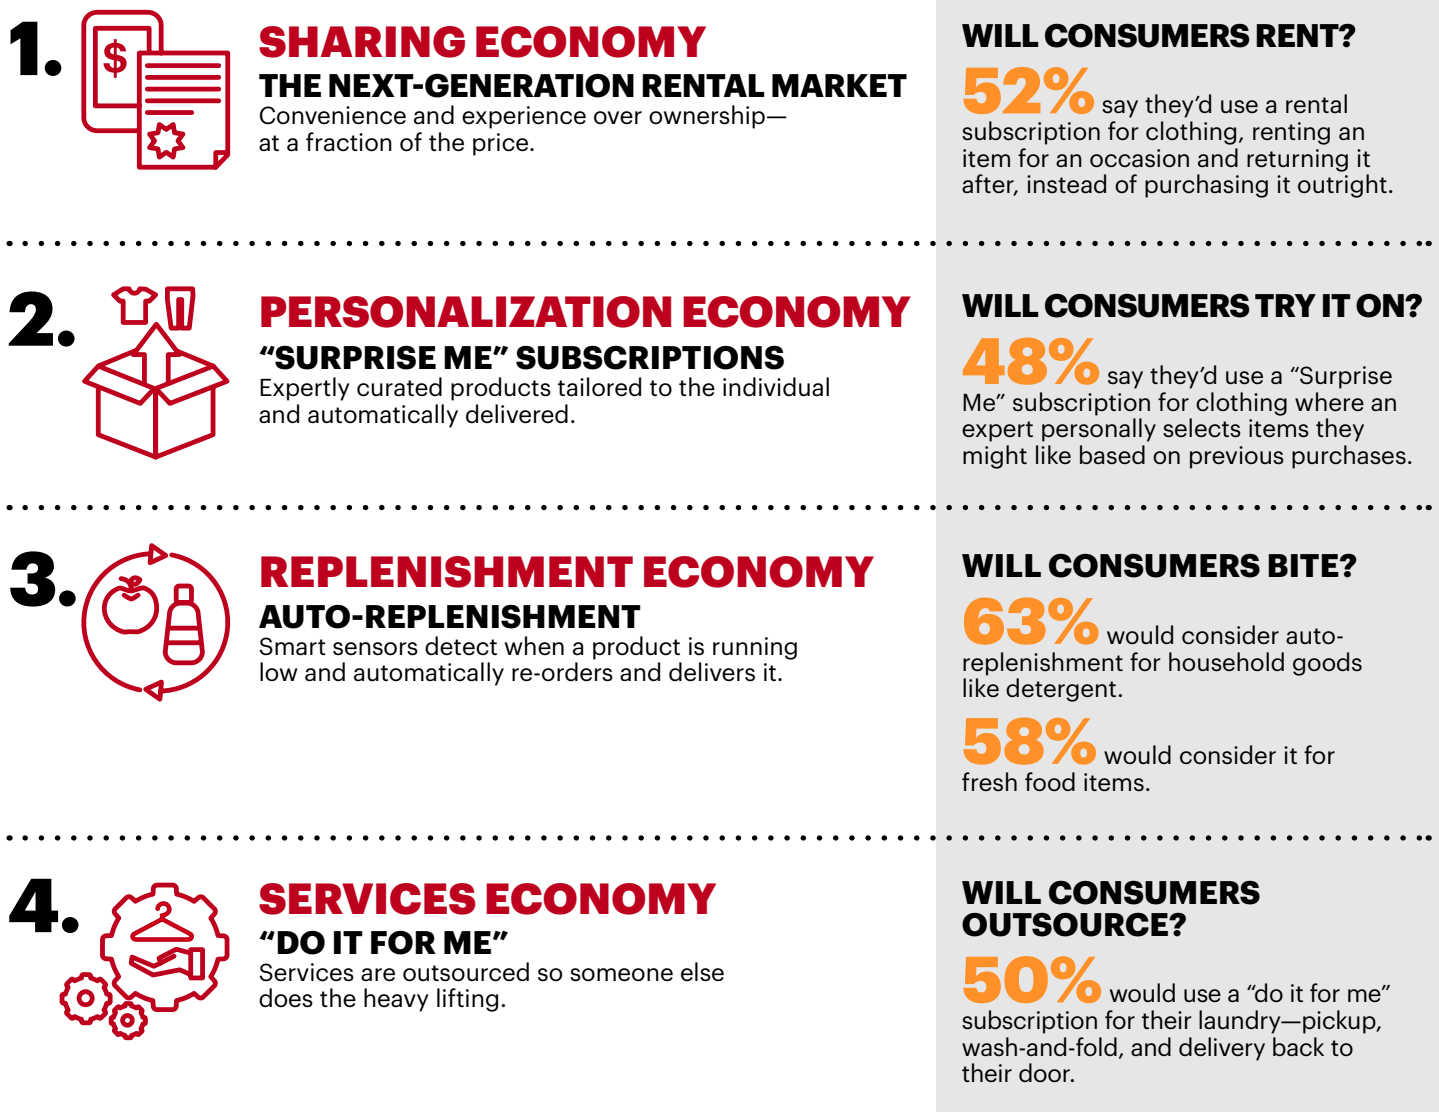 1.
$
SHARING ECONOMY
THE NEXT-GENERATION RENTAL MARKET
Convenience and experience over ownership—
at a fraction of the price.
WILL CONSUMERS RENT?
52% say they’d use a rental
subscription for clothing, renting an
item for an occasion and returning it
after, instead of purchasing it outright.
2.
PERSONALIZATION ECONOMY
“SURPRISE ME” SUBSCRIPTIONS
Expertly curated products tailored to the individual
and automatically delivered.
WILL CONSUMERS TRY IT ON?
48% say they’d use a “Surprise
Me” subscription for clothing where an
expert personally selects items they
might like based on previous purchases.
3.
REPLENISHMENT ECONOMY
AUTO-REPLENISHMENT
Smart sensors detect when a product is running
low and automatically re-orders and delivers it.
WILL CONSUMERS BITE?
63% would consider auto-
replenishment for household goods
like detergent.
58% would consider it for
fresh food items.
4.
SERVICES ECONOMY
“DO IT FOR ME”
Services are outsourced so someone else
does the heavy lifting.
WILL CONSUMERS
OUTSOURCE?
50% would use a “do it for me”
subscription for their laundry—pickup,
wash-and-fold, and delivery back to
their door.